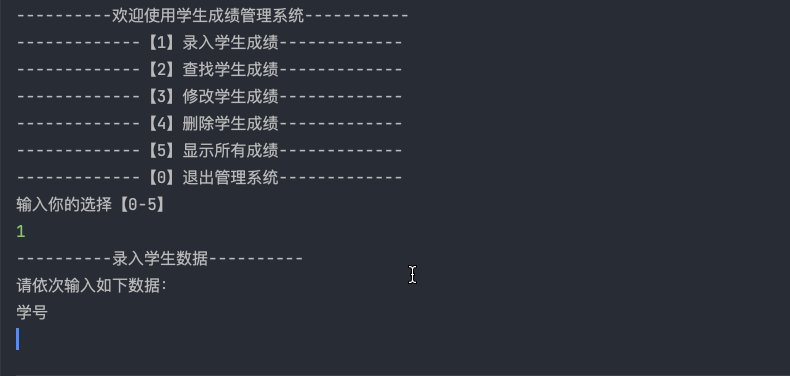 ----------欢迎使用学生成绩管理系统-----------
-------------【1】录入学生成绩-------------
-------------【2】查找学生成绩-------------
-------------【3】修改学生成绩-------------
-------------【4】删除学生成绩-------------
-------------【5】显示所有成绩-------------
-------------【0】退出管理系统-------------
输入你的选择【0-5】
1
----------录入学生数据----------
请依次输入如下数据:
学号